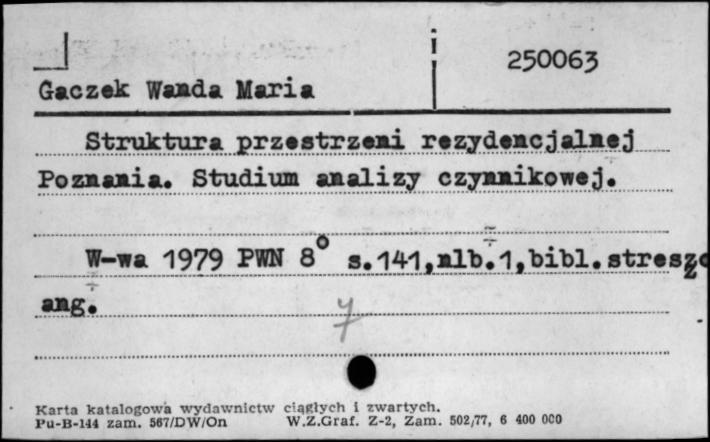 250063
Gaczek Wanda Maria
Struktura przestrzeni rezydencjalnej
Poznania. Studium analizy czynnikowej.
W-wa 1979 PWN 8° s.141,nlb.1,bibl.streszc
ang.
7
Karta katalogowa wydawnictw ciągłych i zwartych.
Pu-B-144 zam. 567/DW/On W.Z.Graf. Z-2, Zam. 502/77, 6 400 000